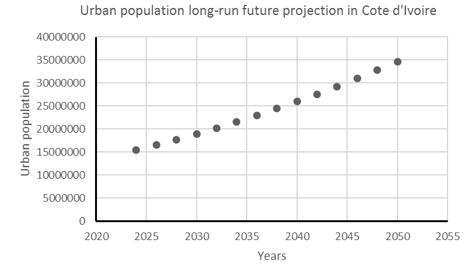 Urban population long-run future projection in Cote d'Ivoire
40000000
35000000
30000000
25000000
20000000
15000000
10000000
5000000
0
Urban population
2020 2025 2030 2035 2040 2045 2050 2055
Years